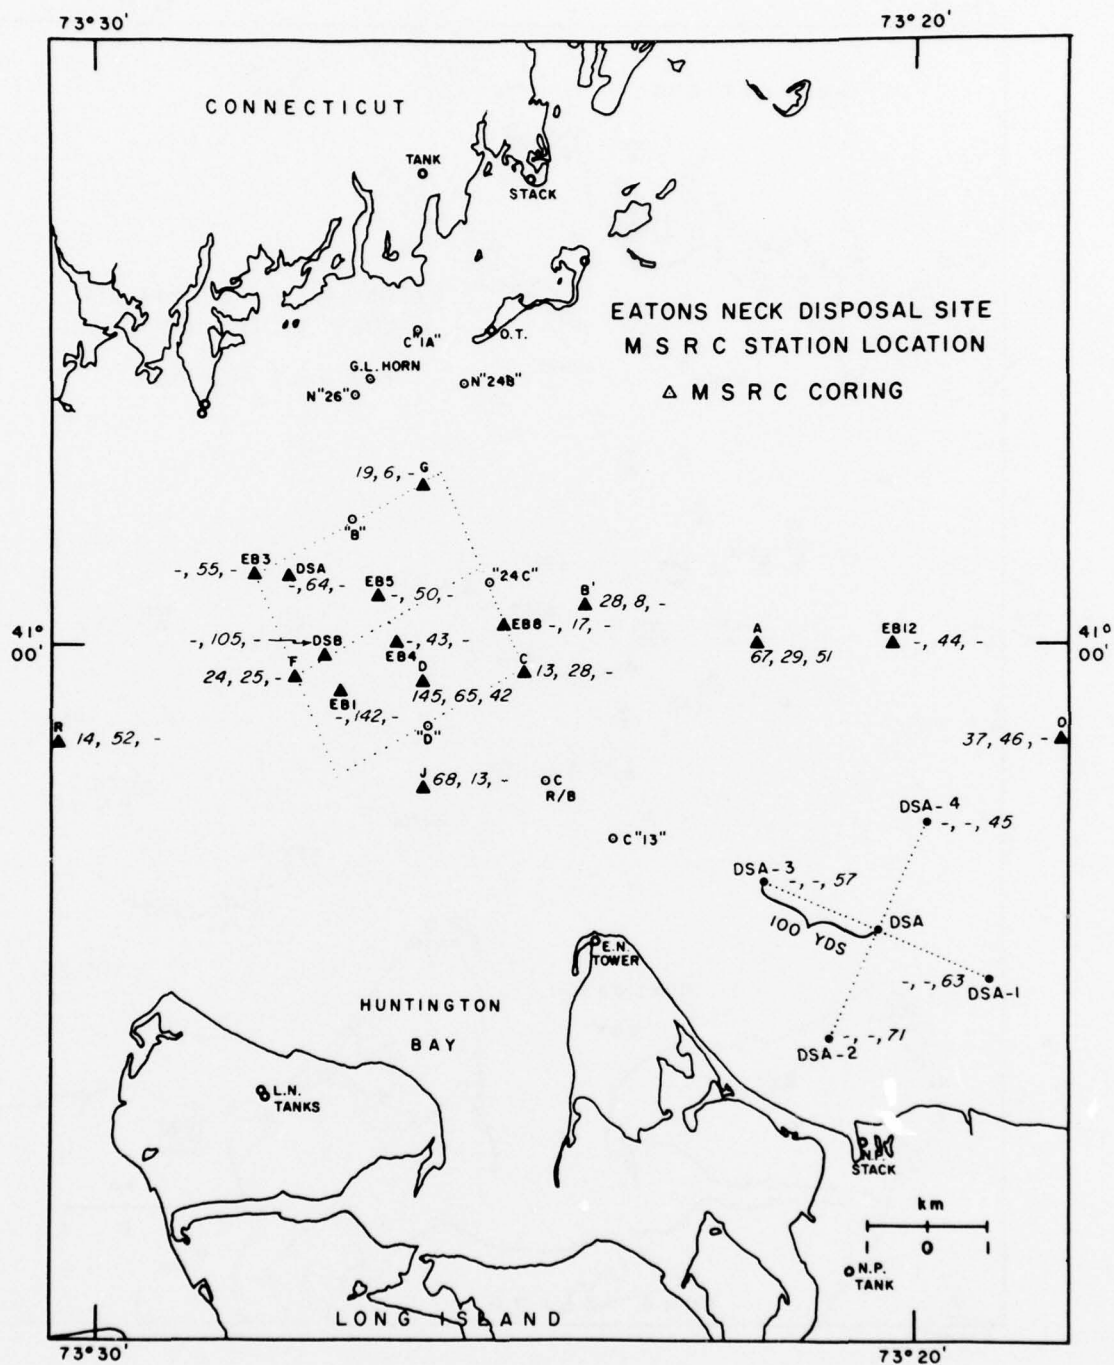 73° 30'
73° 20'
CONNECTICUT
TANK
STACK
EATONS NECK DISPOSAL SITE
M S R C STATION LOCATION
△ M S R C CORING
C"1A"
O.T.
G.L. HORN
N"26"
N"24B"
G
19, 6, -
"B"
EB3
-, 55, -
DSA
-, 64, -
EB5
-, 50, -
"24C"
B'
28, 8, -
EB8 -, 17, -
41°
00'
-, 105, -
DSB
-, 43, -
EB4
A
67, 29, 51
EB12
-, 44, -
41°
00'
F
24, 25, -
D
145, 65, 42
C
13, 28, -
EB1
-, 142, -
"D"
R
14, 52, -
O
37, 46, -
J
68, 13, -
C
R/B
C"13"
DSA-4
-, -, 45
DSA-3
-, -, 57
100 YDS
DSA
-, -, 63
DSA-1
-, -, 71
DSA-2
E.N.
TOWER
HUNTINGTON
BAY
L.N.
TANKS
N.P.
STACK
km
1 0 1
N.P.
TANK
LONG ISLAND
73° 30'
73° 20'